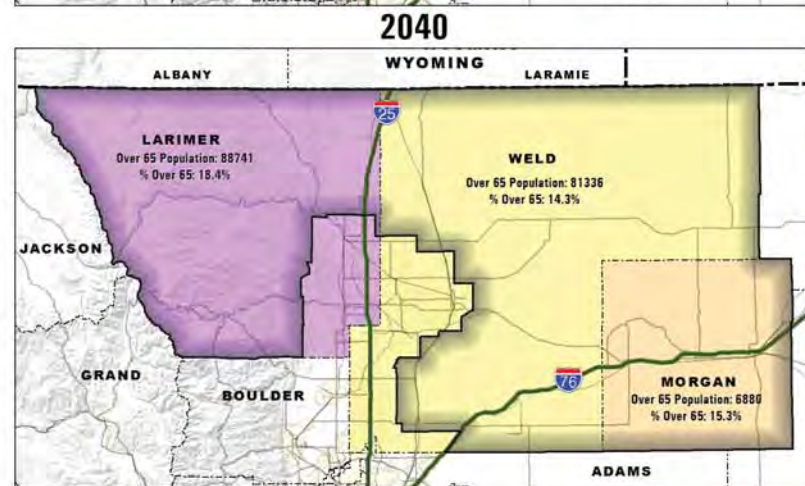 2040
WYOMING
ALBANY
LARAMIE
25
LARIMER
Over 65 Population: 88741
% Over 65: 18.4%
WELD
Over 65 Population: 81336
% Over 65: 14.3%
JACKSON
GRAND
BOULDER
76
MORGAN
Over 65 Population: 6880
% Over 65: 15.3%
ADAMS